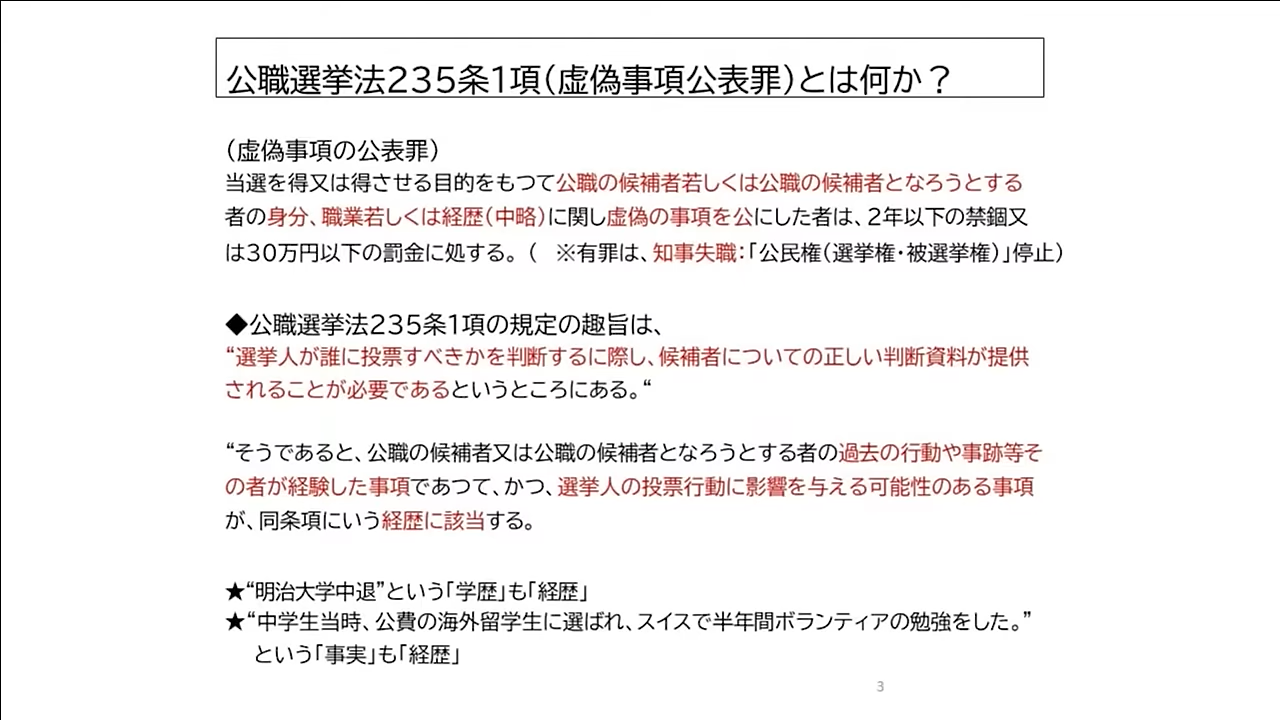 公職選挙法235条1項(虚偽事項公表罪)とは何か？
(虚偽事項の公表罪)
当選を得又は得させる目的をもつて公職の候補者若しくは公職の候補者となろうとする
者の身分、職業若しくは経歴(中略)に関し虚偽の事項を公にした者は、2年以下の禁錮又
は30万円以下の罰金に処する。(　※有罪は、知事失職：「公民権(選挙権・被選挙権)」停止)
◆公職選挙法235条1項の規定の趣旨は、
“選挙人が誰に投票すべきかを判断するに際し、候補者についての正しい判断資料が提供
されることが必要であるというところにある。“
“そうであると、公職の候補者又は公職の候補者となろうとする者の過去の行動や事跡等そ
の者が経験した事項であつて、かつ、選挙人の投票行動に影響を与える可能性のある事項
が、同条項にいう経歴に該当する。
★“明治大学中退”という「学歴」も「経歴」
★“中学生当時、公費の海外留学生に選ばれ、スイスで半年間ボランティアの勉強をした。”
という「事実」も「経歴」
3